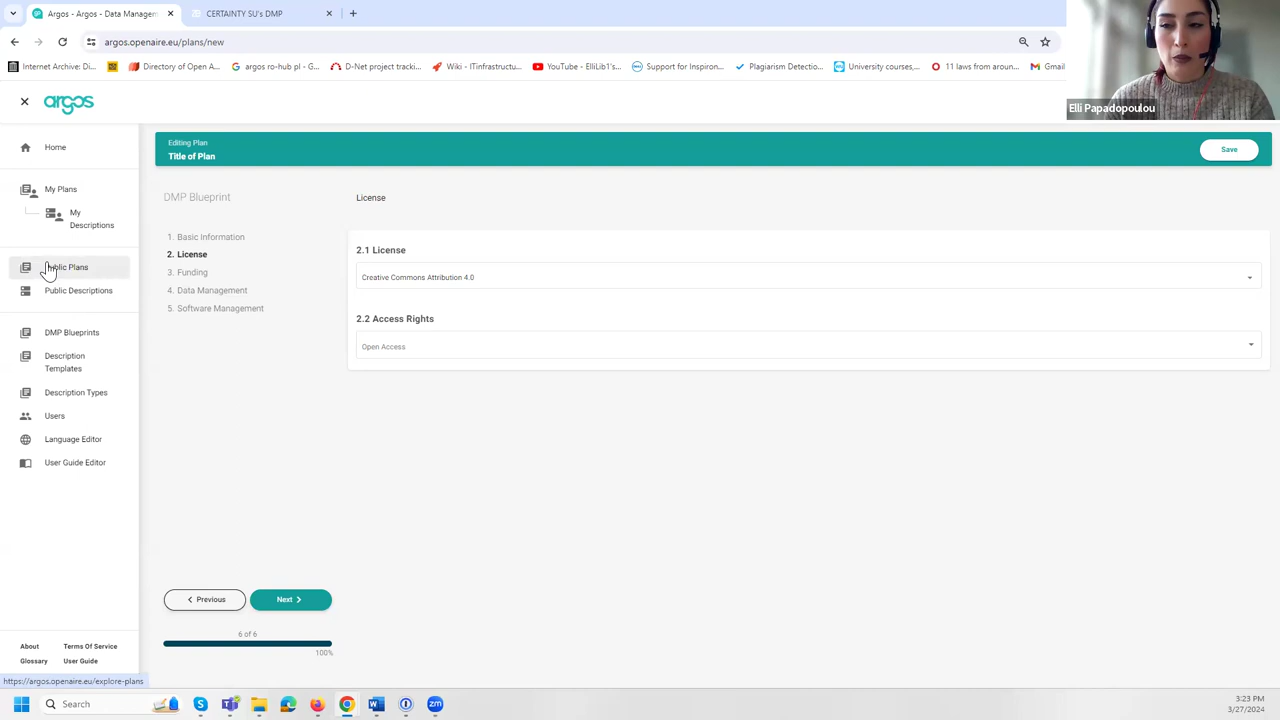 Argos - Argos - Data Managem
CERTAINTY SU's DMP
argos.openaire.eu/plans/new
Internet Archive: Di...
Directory of Open A...
argos ro-hub pl - G...
D-Net project tracki...
Wiki - ITinfrastructu...
YouTube - ElliLib1's...
Support for Inspiron...
Plagiarism Detectio...
University courses,...
11 laws from aroun...
Gmail
Elli Papadopoulou
argos
Home
My Plans
My
Descriptions
Public Plans
Public Descriptions
DMP Blueprints
Description
Templates
Description Types
Users
Language Editor
User Guide Editor
About
Terms Of Service
Glossary
User Guide
https://argos.openaire.eu/explore-plans
Editing Plan
Title of Plan
Save
DMP Blueprint
1. Basic Information
2. License
3. Funding
4. Data Management
5. Software Management
License
2.1 License
Creative Commons Attribution 4.0
2.2 Access Rights
Open Access
Previous
Next
6 of 6
100%
Search
3:23 PM
3/27/2024